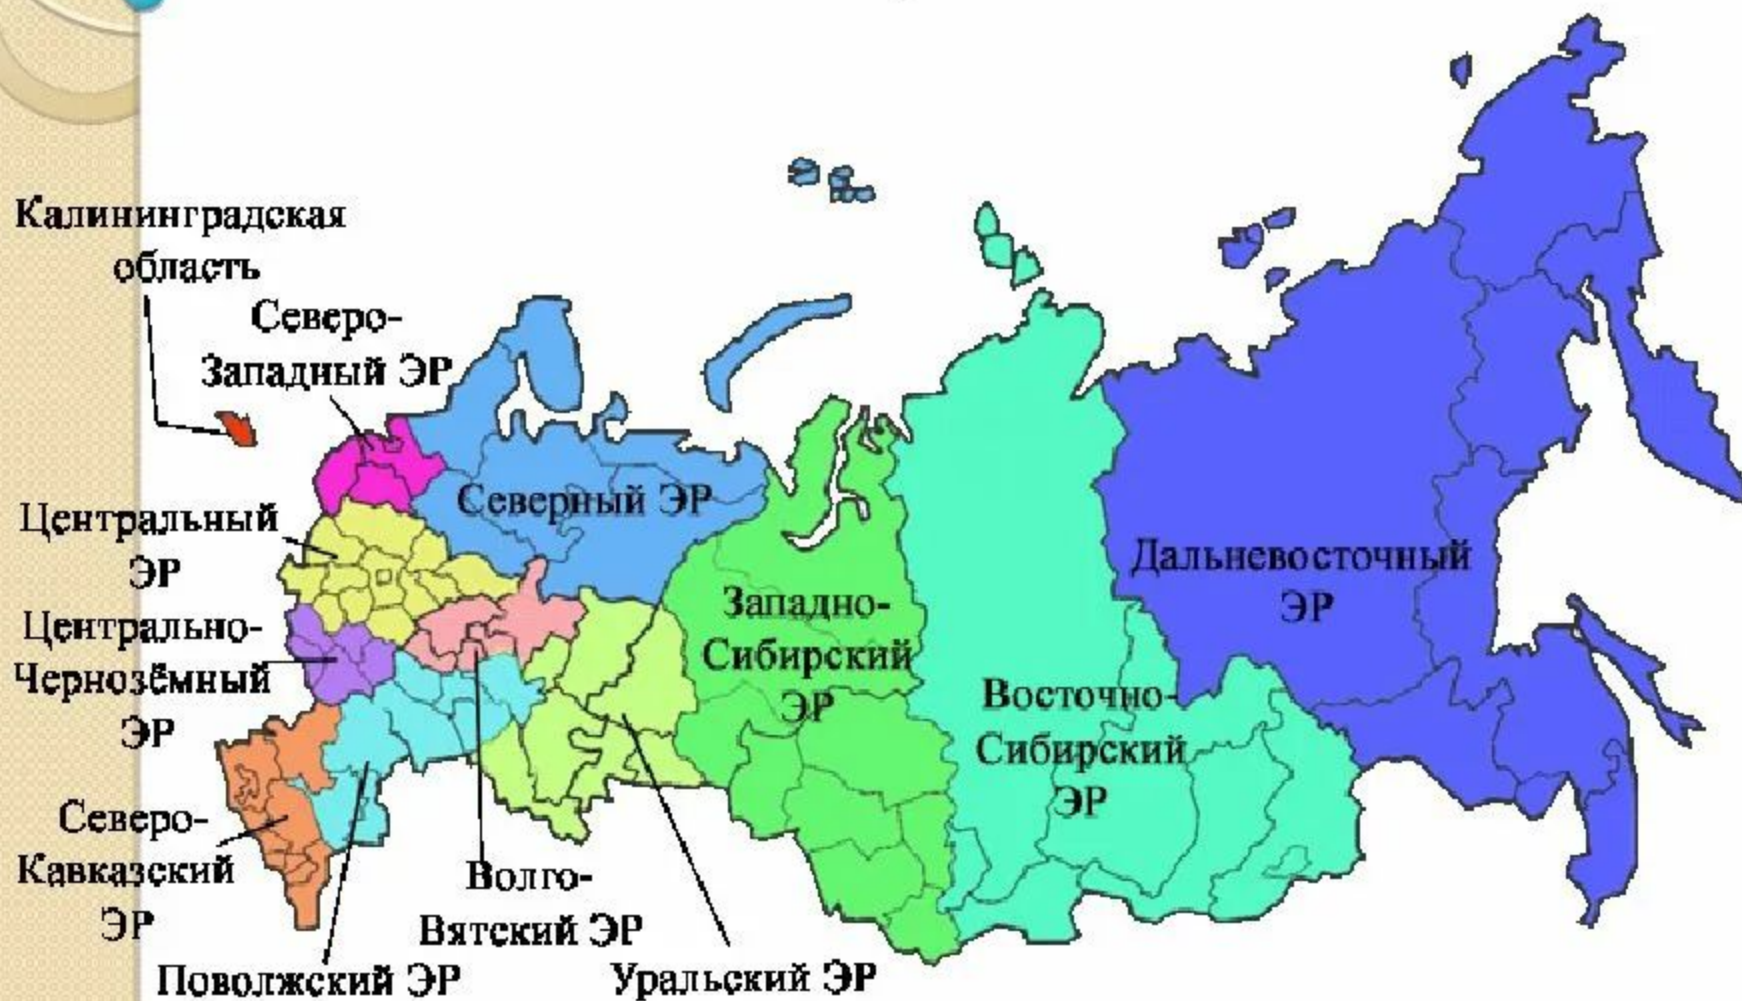 Калининградская
область
Северо-
Западный ЭР
Северный ЭР
Центральный
ЭР
Дальневосточный
ЭР
Западно-
Сибирский
ЭР
Центрально-
Чернозёмный
ЭР
Восточно-
Сибирский
ЭР
Северо-
Кавказский
ЭР
Волго-
Вятский ЭР
Поволжский ЭР
Уральский ЭР